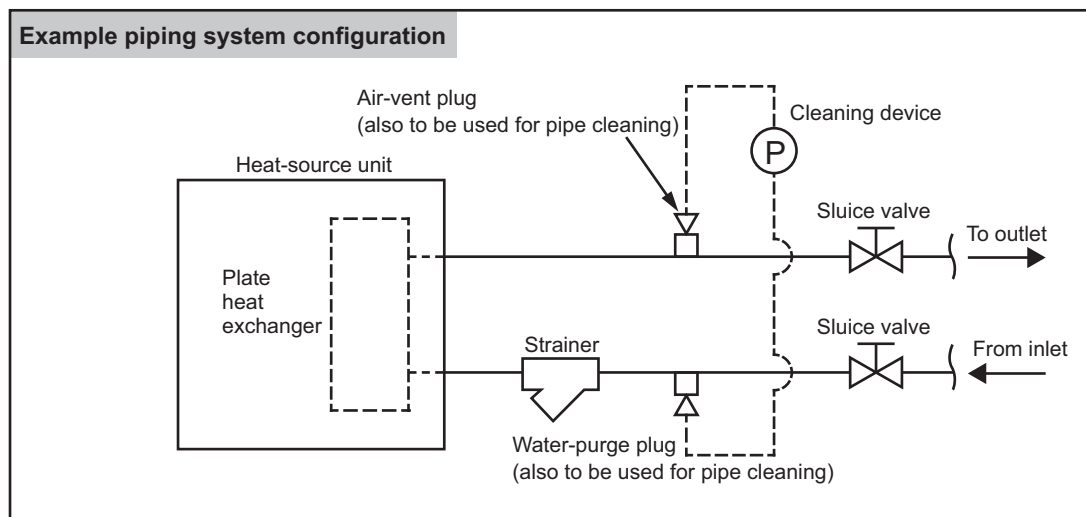 Example piping system configuration
Air-vent plug
(also to be used for pipe cleaning)
Cleaning device
P
Heat-source unit
Sluice valve
To outlet
Plate
heat
exchanger
Sluice valve
Strainer
From inlet
Water-purge plug
(also to be used for pipe cleaning)